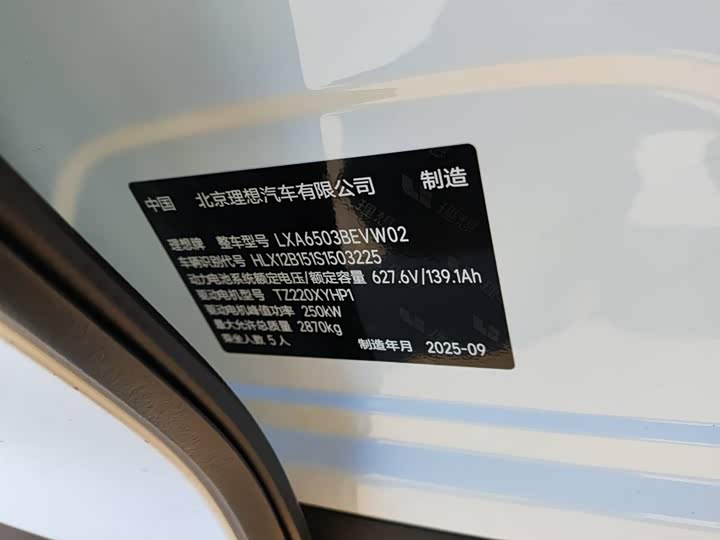 中国 北京理想汽车有限公司 制造
理想牌 整车型号 LXA6503BEVW02
车辆识别代号 HLX12B151S1503225
动力电池系统额定电压/额定容量 627.6V/139.1Ah
驱动电机型号 TZ220XYHP1
驱动电机峰值功率 250kW
最大允许总质量 2870kg
乘坐人数 5人 制造年月 2025-09